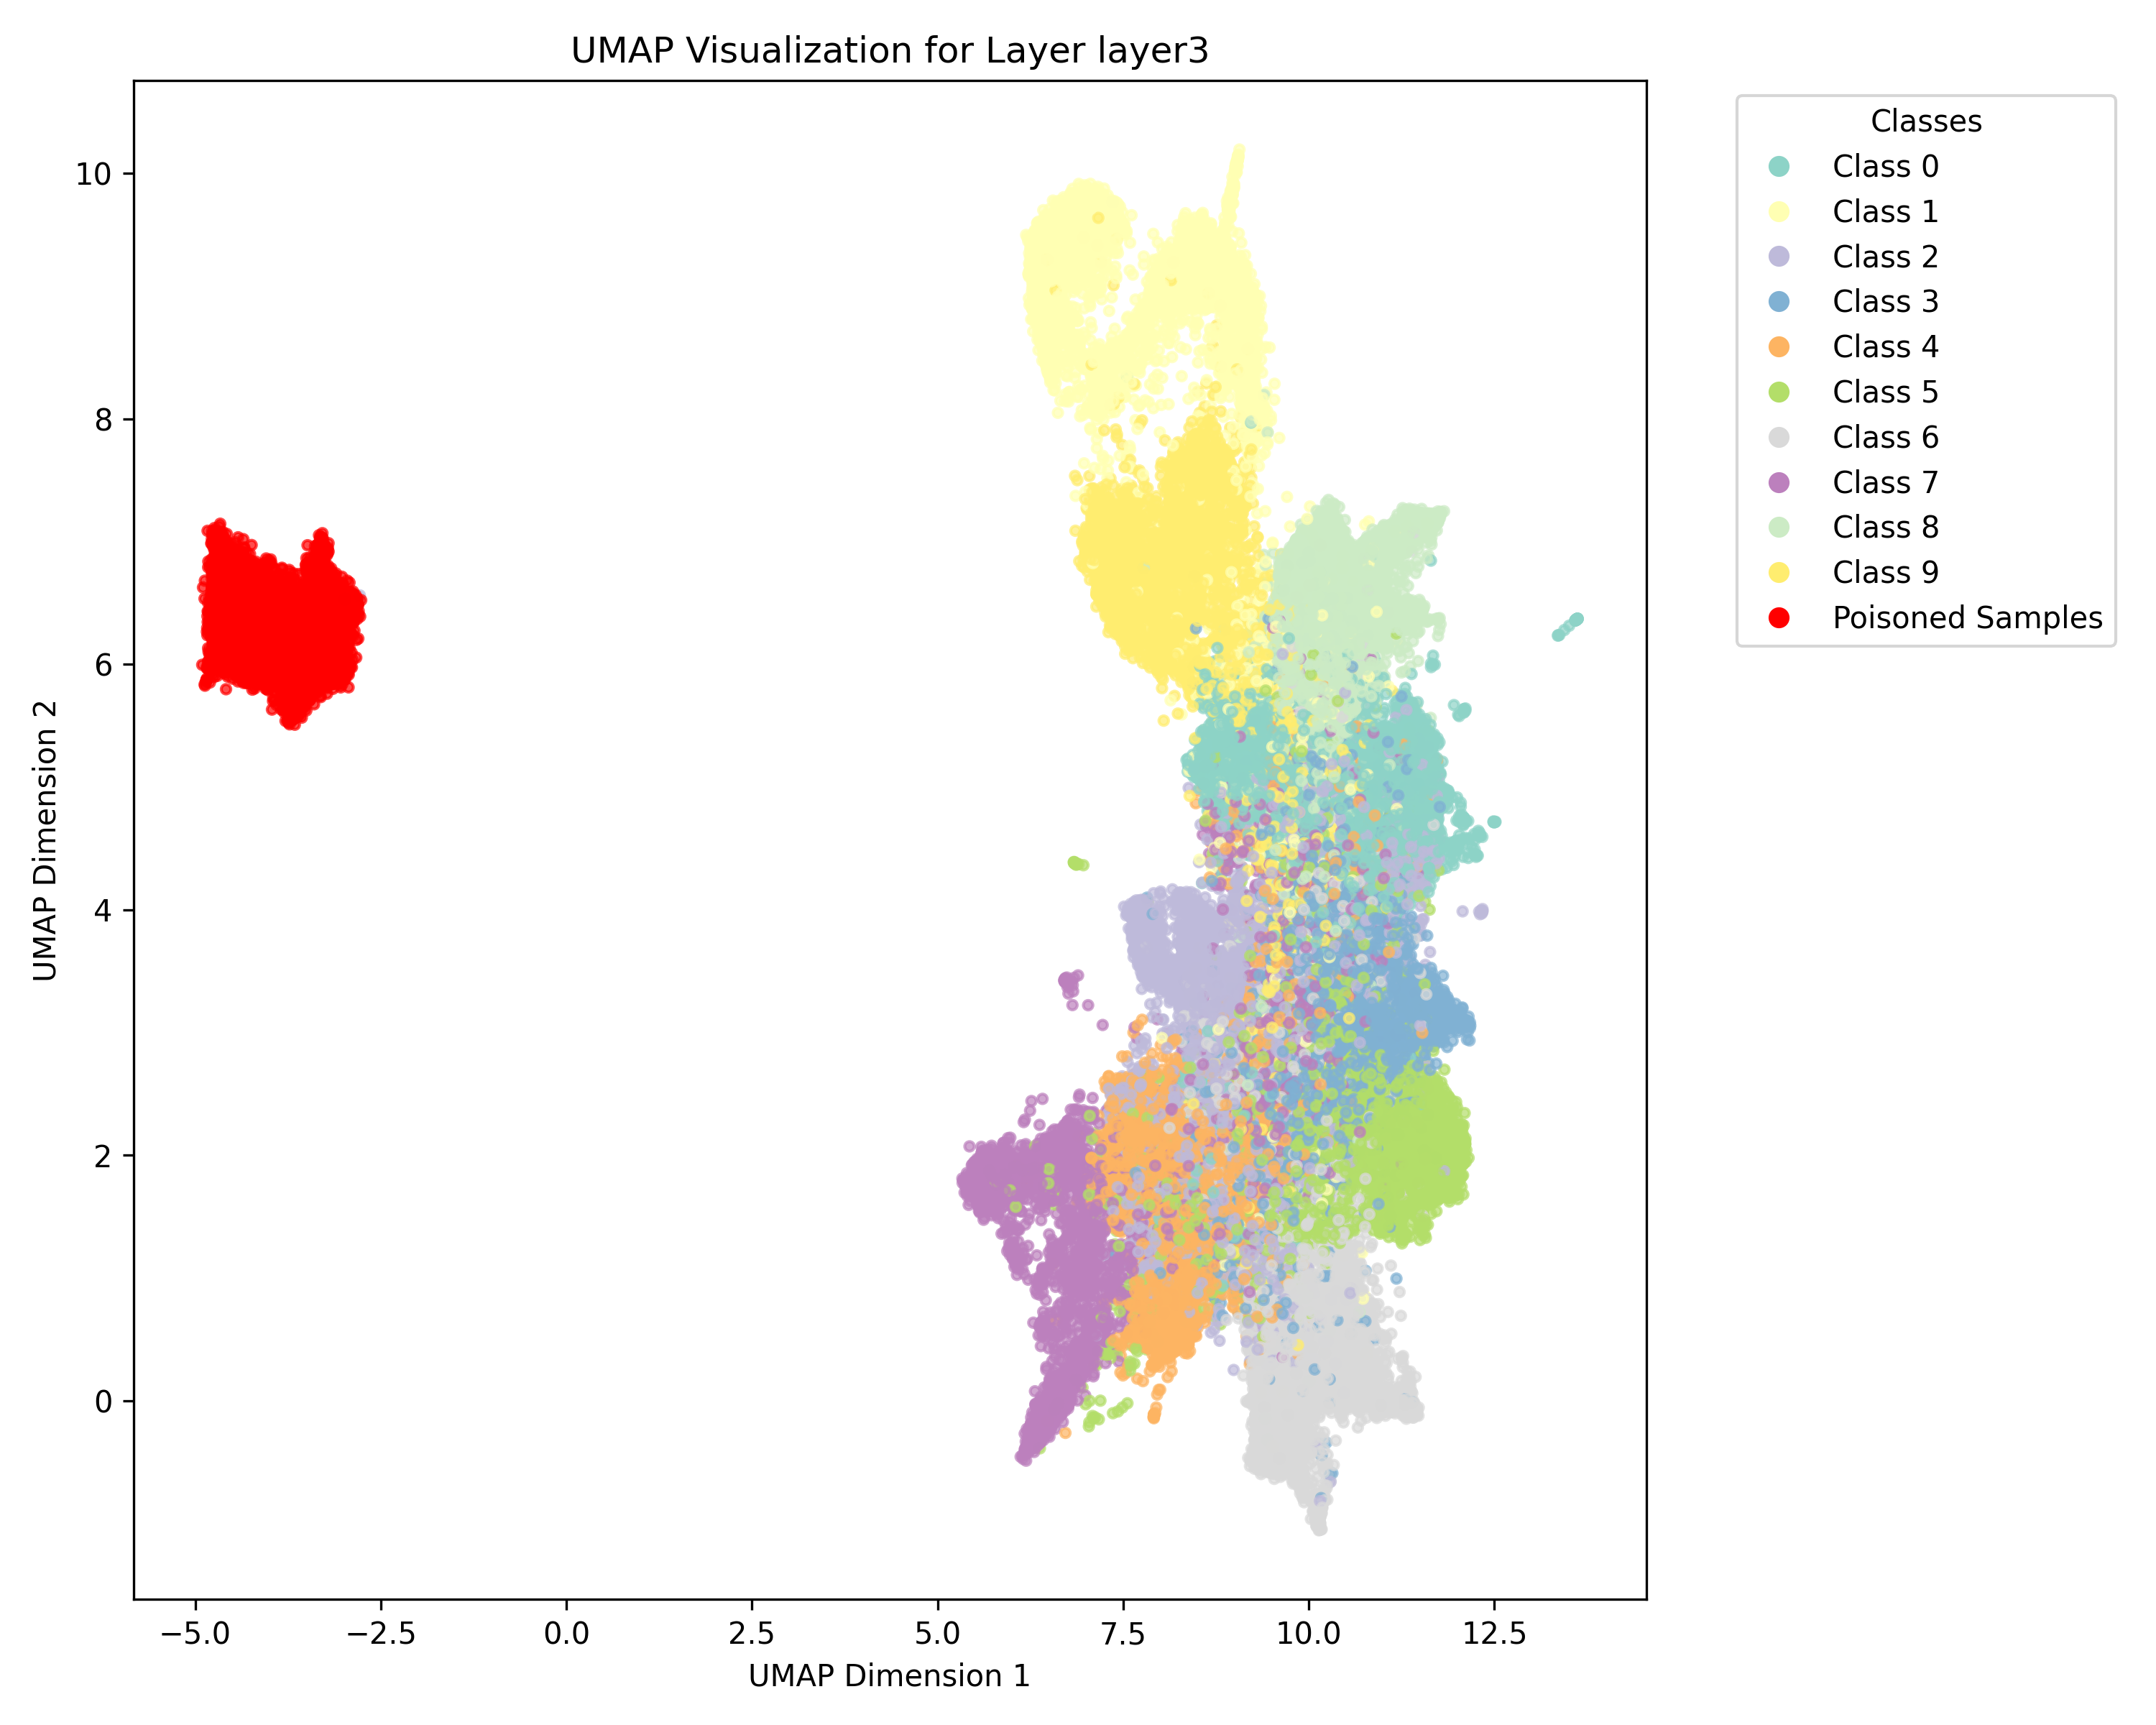 UMAP Visualization for Layer layer3
Classes
Class 0
Class 1
Class 2
Class 3
Class 4
Class 5
Class 6
Class 7
Class 8
Class 9
Poisoned Samples
UMAP Dimension 2
10
8
6
4
2
0
−5.0 −2.5 0.0 2.5 5.0 7.5 10.0 12.5
UMAP Dimension 1